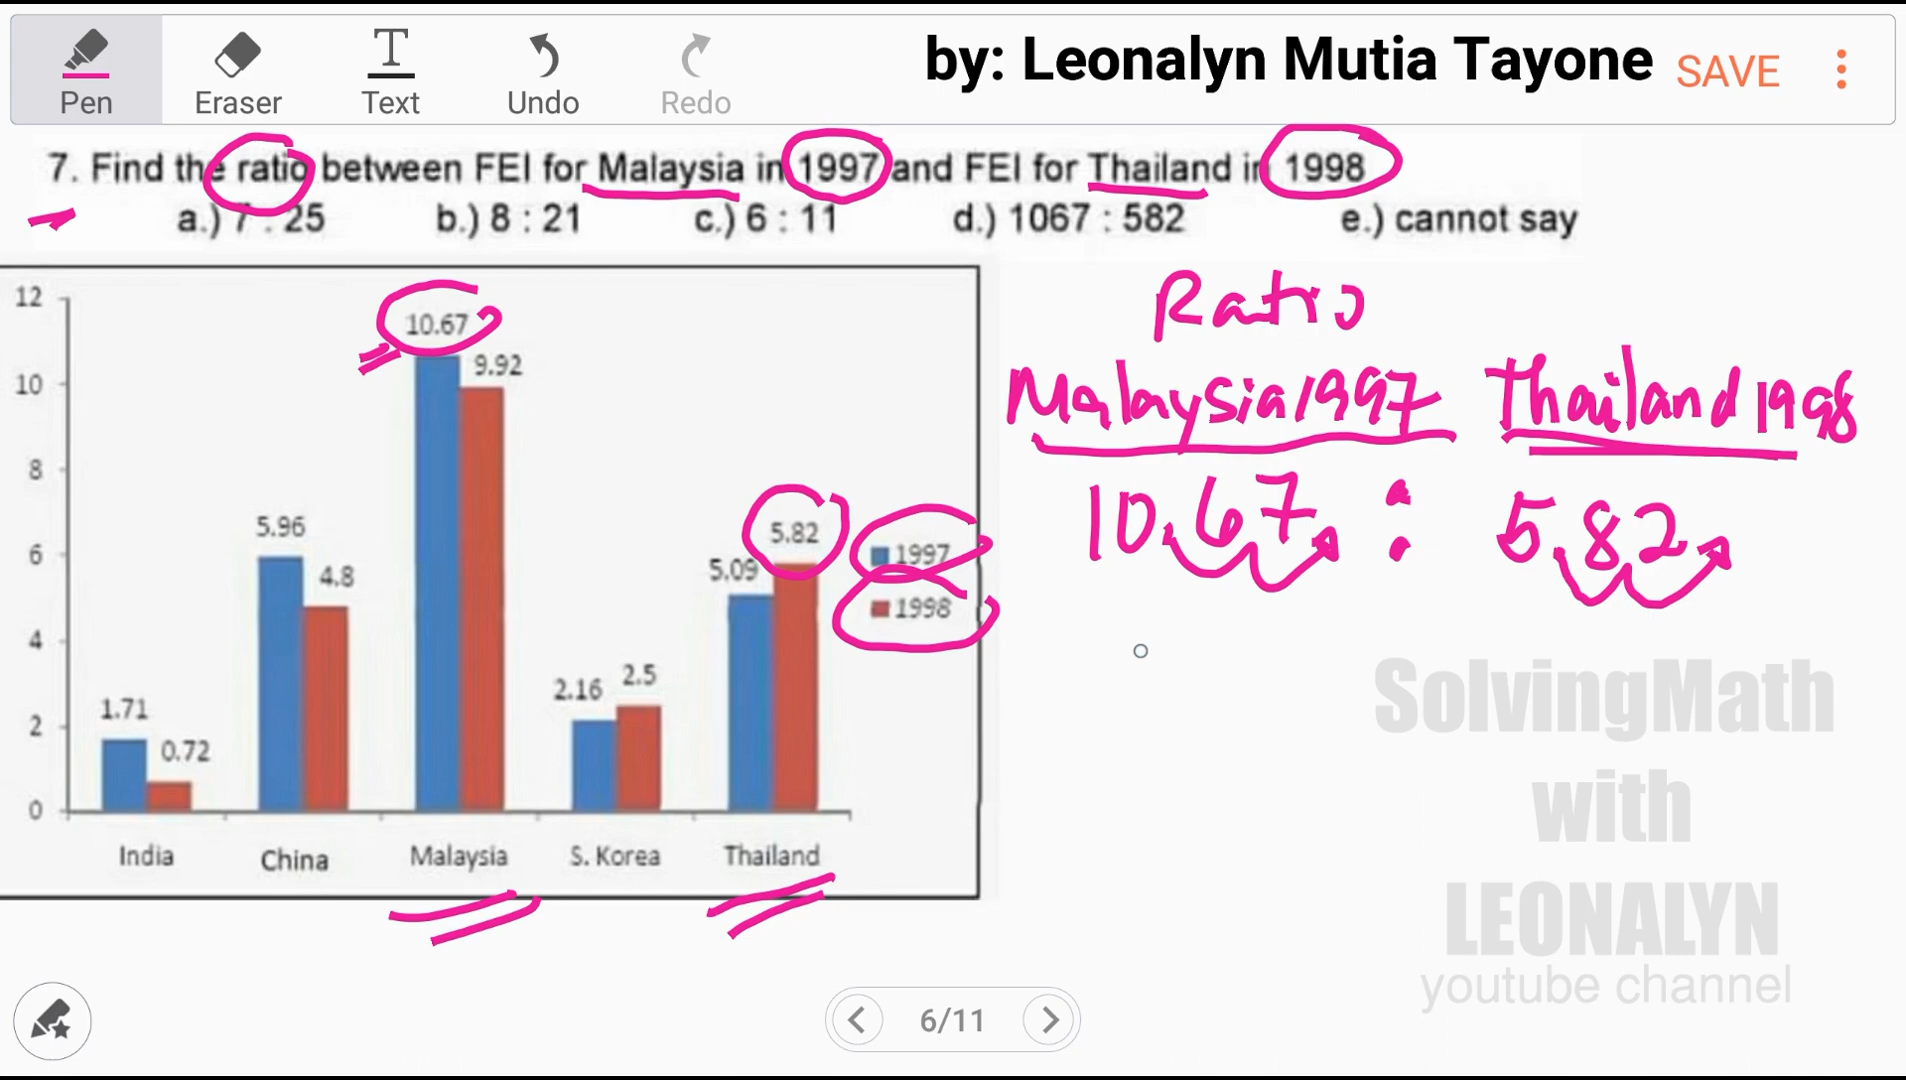 Pen
Eraser
Text
Undo
Redo
by: Leonalyn Mutia Tayone
SAVE
7. Find the ratio between FEI for Malaysia in 1997 and FEI for Thailand in 1998
a.) 7 : 25 b.) 8 : 21 c.) 6 : 11 d.) 1067 : 582 e.) cannot say
12
10
8
6
4
2
0
1.71
0.72
5.96
4.8
10.67
9.92
2.16
2.5
5.09
5.82
1997
1998
India China Malaysia S. Korea Thailand
Ratio
Malaysia1997 Thailand1998
10.67 : 5.82
SolvingMath
with
LEONALYN
youtube channel
6/11